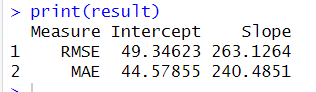 > print(result)
  Measure Intercept    Slope
1    RMSE  49.34623 263.1264
2     MAE  44.57855 240.4851
>